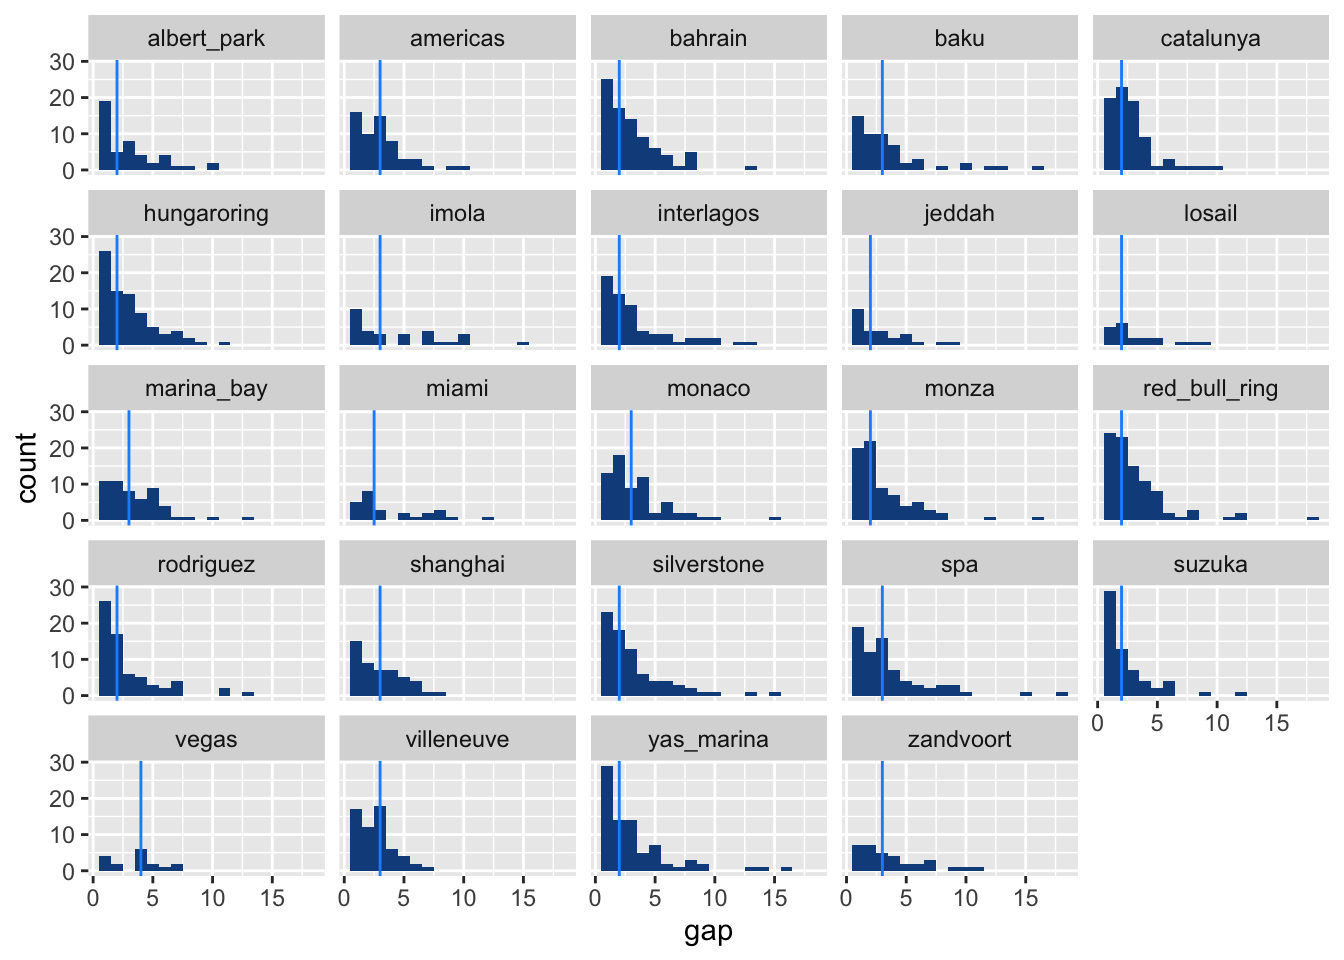 albert_park americas bahrain baku catalunya
30
20
10
0
hungaroring imola interlagos jeddah losail
30
20
10
0
marina_bay miami monaco monza red_bull_ring
30
20
10
0
count
rodriguez shanghai silverstone spa suzuka
30
20
10
0
0 5 10 15
vegas villeneuve yas_marina zandvoort
30
20
10
0
0 5 10 15 0 5 10 15 0 5 10 15 0 5 10 15
gap